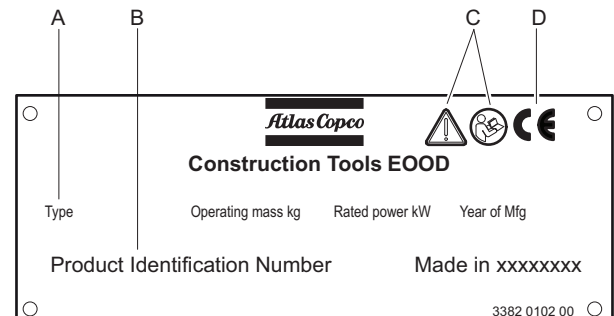 A B C D
Atlas Copco
Construction Tools EOOD
Type Operating mass kg Rated power kW Year of Mfg
Product Identification Number Made in xxxxxxxx
3382 0102 00